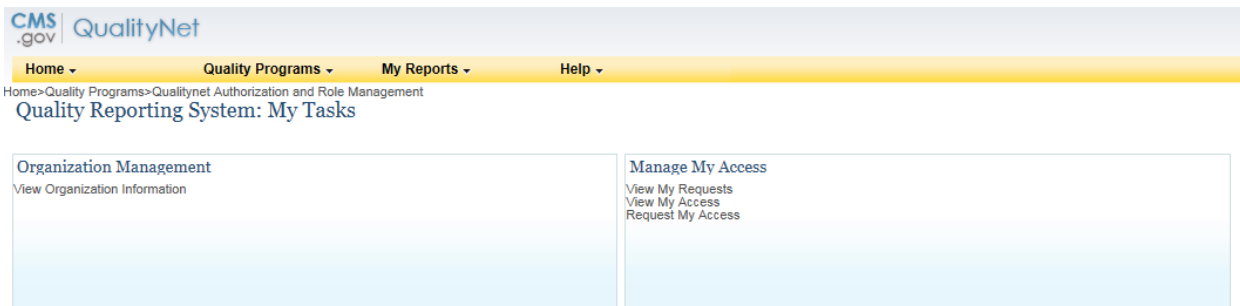 CMS
.gov
QualityNet
Home Quality Programs My Reports Help
Home>Quality Programs>Qualitynet Authorization and Role Management
Quality Reporting System: My Tasks
Organization Management
View Organization Information
Manage My Access
View My Requests
View My Access
Request My Access